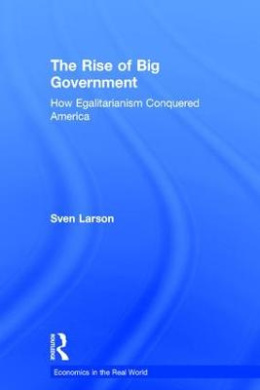 The Rise of Big
Government
How Egalitarianism Conquered
America
Sven Larson
ROUTLEDGE
Economics in the Real World